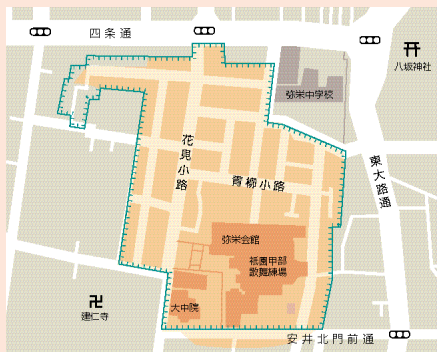 四条通
八坂神社
弥栄中学校
花見小路
東大路通
霄柳小路
弥栄会館
祇園甲部
歌舞練場
大中院
建仁寺
安井北門前通